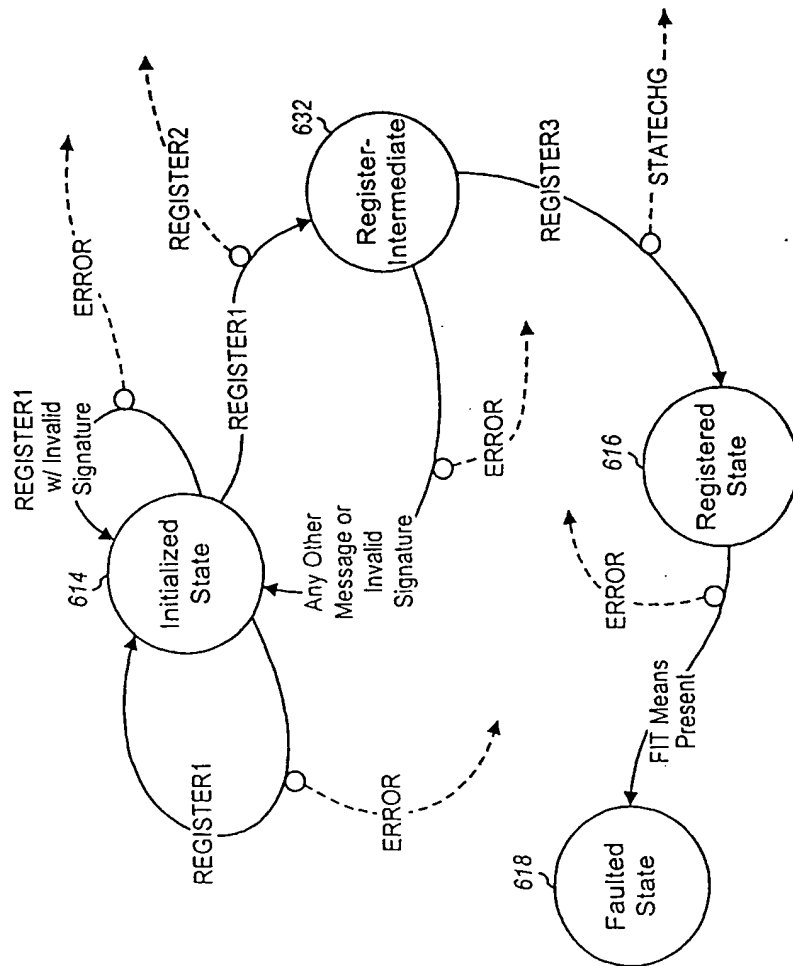 REGISTER1
w/ Invalid
Signature
ERROR
614
Initialized
State
REGISTER1
ERROR
REGISTER1
REGISTER2
632
Register-
Intermediate
Any Other
Message or
Invalid
Signature
ERROR
REGISTER3
STATECHG
616
Registered
State
ERROR
FIT Means
Present
618
Faulted
State